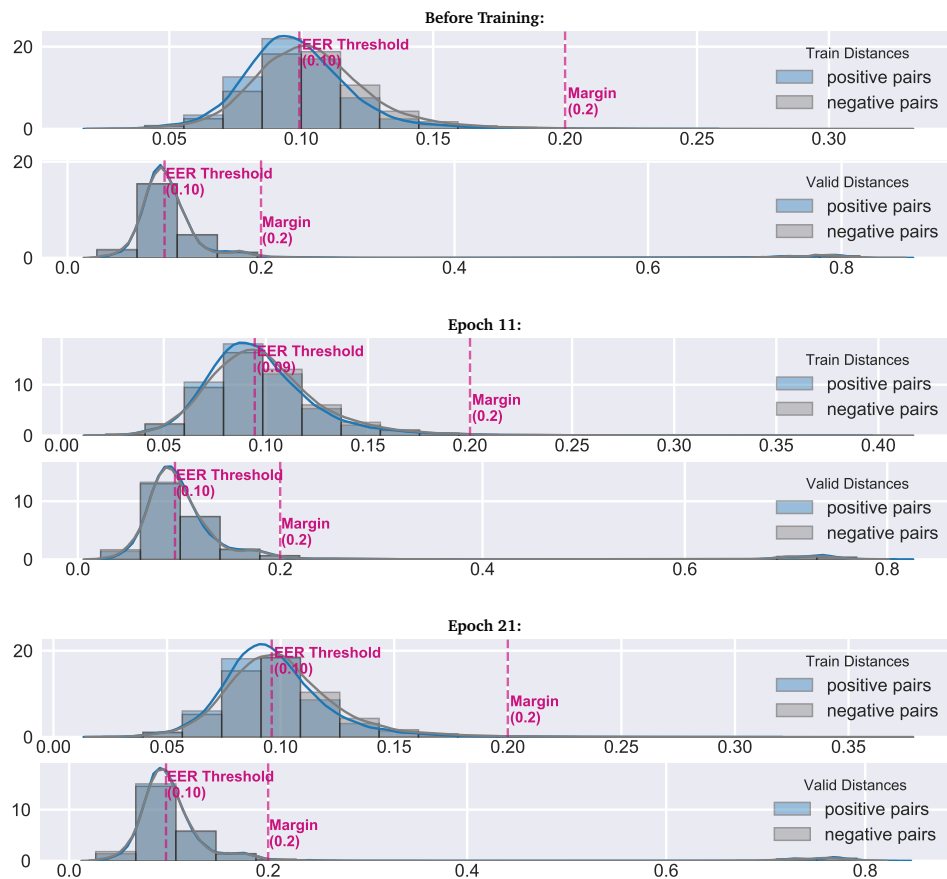 Before Training:
20
EER Threshold
(0.10)
Margin
(0.2)
Train Distances
positive pairs
negative pairs
0
0.05
0.10
0.15
0.20
0.25
0.30
20
EER Threshold
(0.10)
Margin
(0.2)
Valid Distances
positive pairs
negative pairs
0
0.0
0.2
0.4
0.6
0.8
Epoch 11:
EER Threshold
(0.09)
10
Margin
(0.2)
Train Distances
positive pairs
negative pairs
0
0.00
0.05
0.10
0.15
0.20
0.25
0.30
0.35
0.40
EER Threshold
(0.10)
10
Margin
(0.2)
Valid Distances
positive pairs
negative pairs
0
0.0
0.2
0.4
0.6
0.8
Epoch 21:
20
EER Threshold
(0.10)
10
Margin
(0.2)
Train Distances
positive pairs
negative pairs
0
0.00
0.05
0.10
0.15
0.20
0.25
0.30
0.35
EER Threshold
(0.10)
10
Margin
(0.2)
Valid Distances
positive pairs
negative pairs
0
0.0
0.2
0.4
0.6
0.8